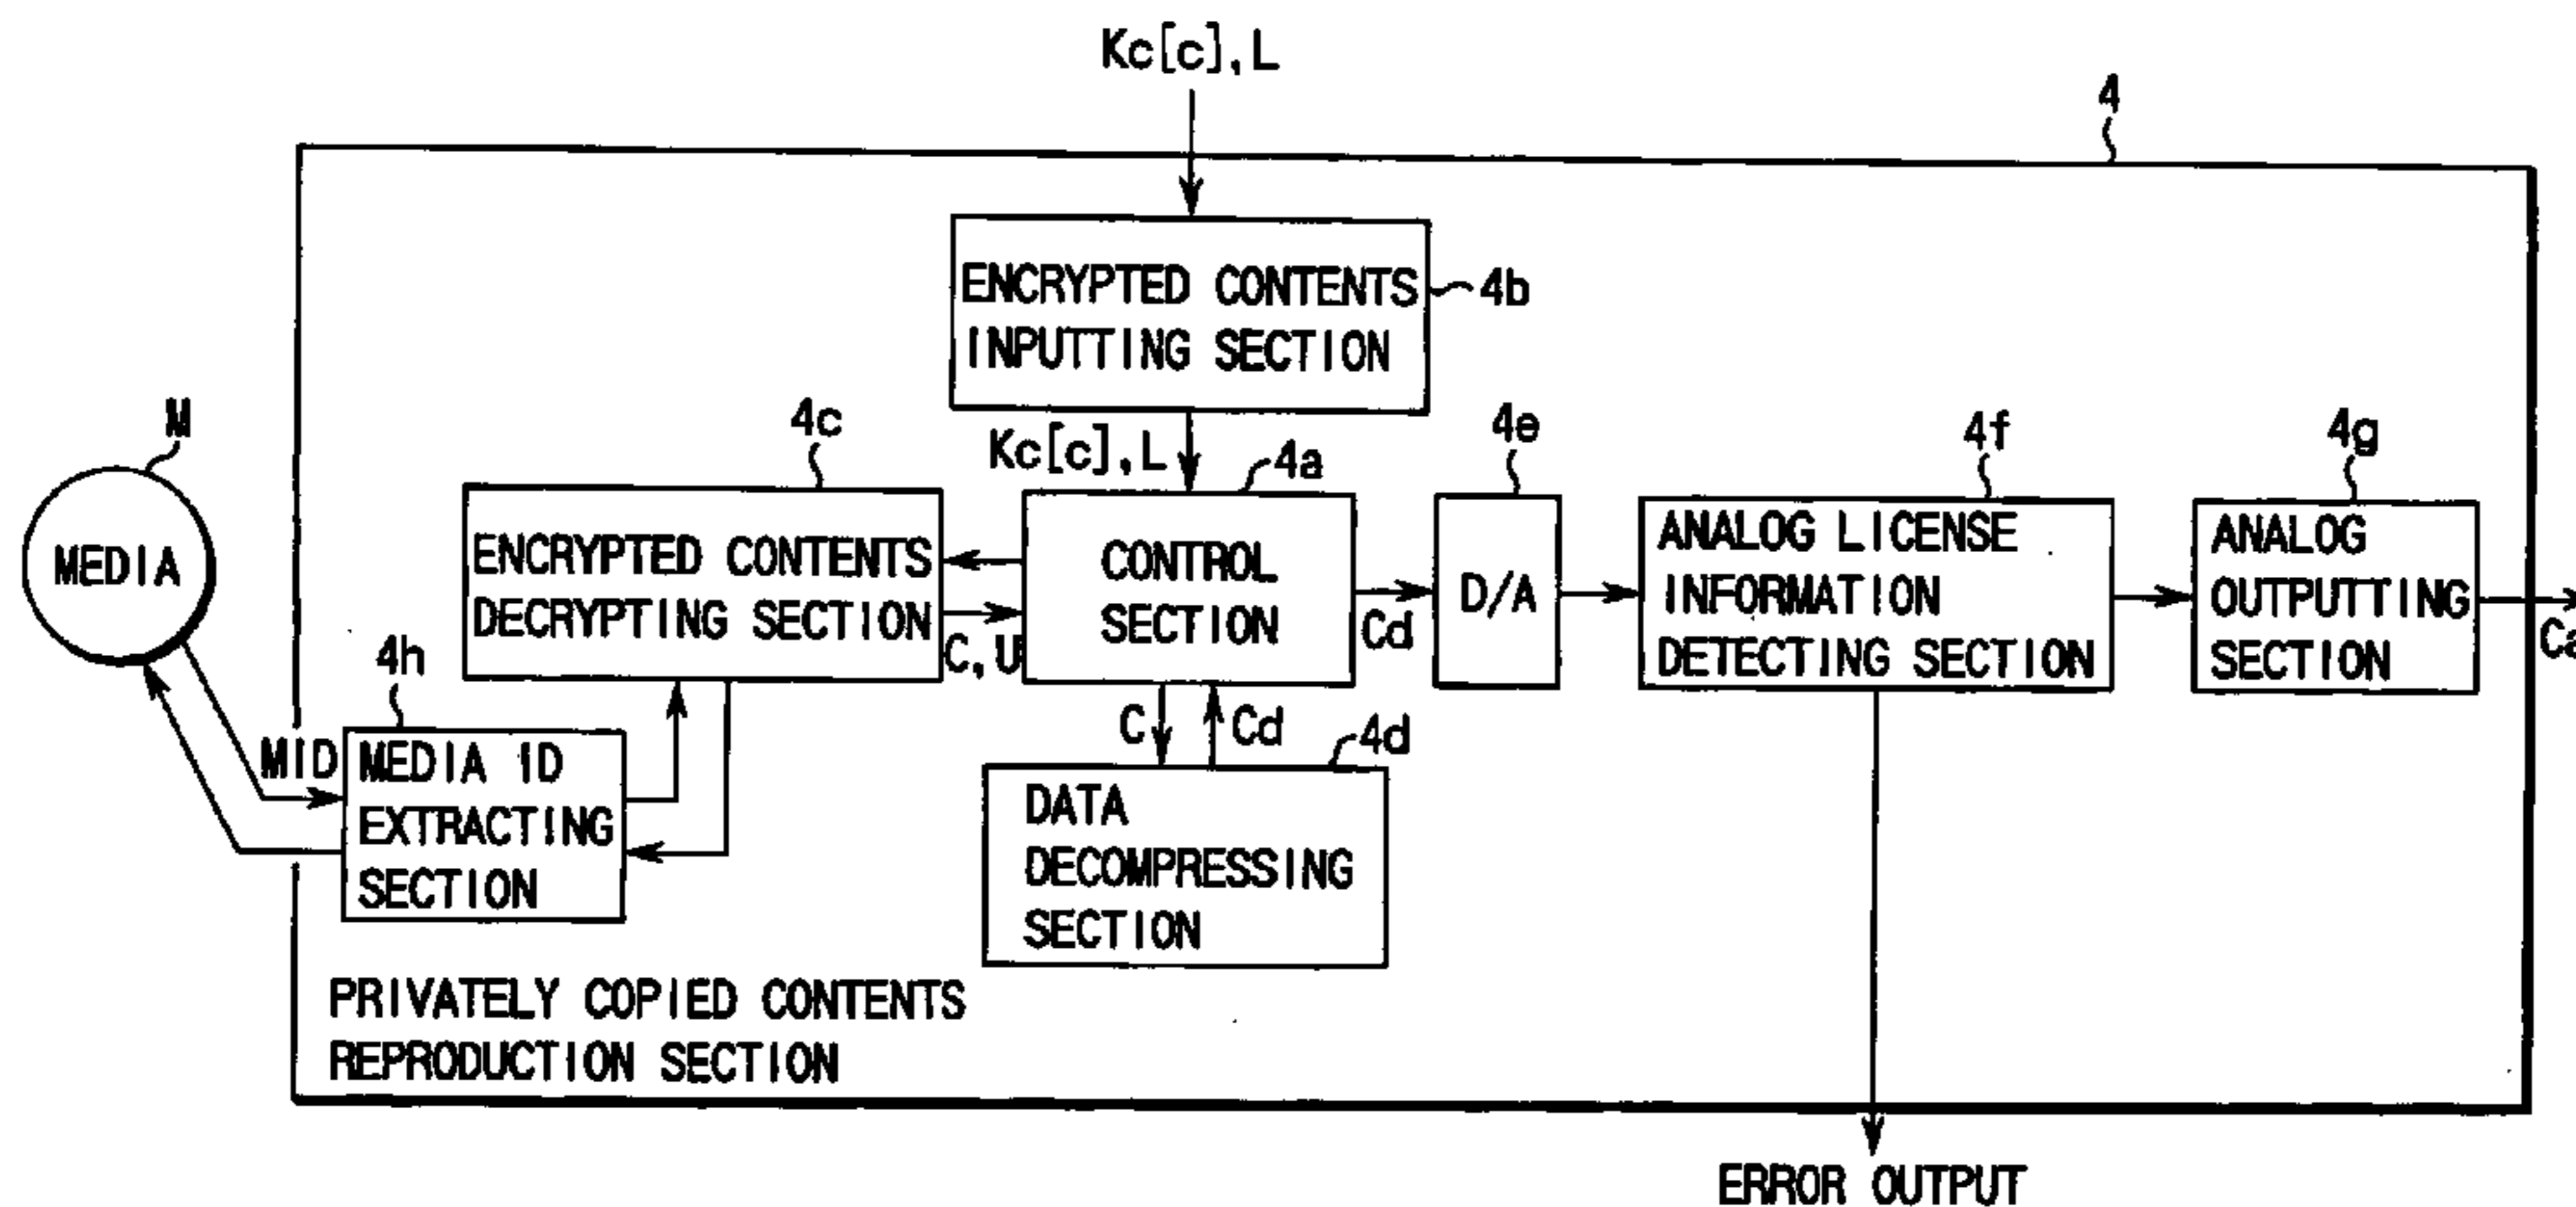 Kc[c],L
4
ENCRYPTED CONTENTS
INPUTTING SECTION
4b
M
MEDIA
4c
Kc[c],L
4a
4e
4f
4g
ENCRYPTED CONTENTS
DECRYPTING SECTION
C,U
CONTROL
SECTION
Cd
D/A
ANALOG LICENSE
INFORMATION
DETECTING SECTION
ANALOG
OUTPUTTING
SECTION
Ca
4h
MID
MEDIA ID
EXTRACTING
SECTION
C
Cd
4d
DATA
DECOMPRESSING
SECTION
PRIVATELY COPIED CONTENTS
REPRODUCTION SECTION
ERROR OUTPUT